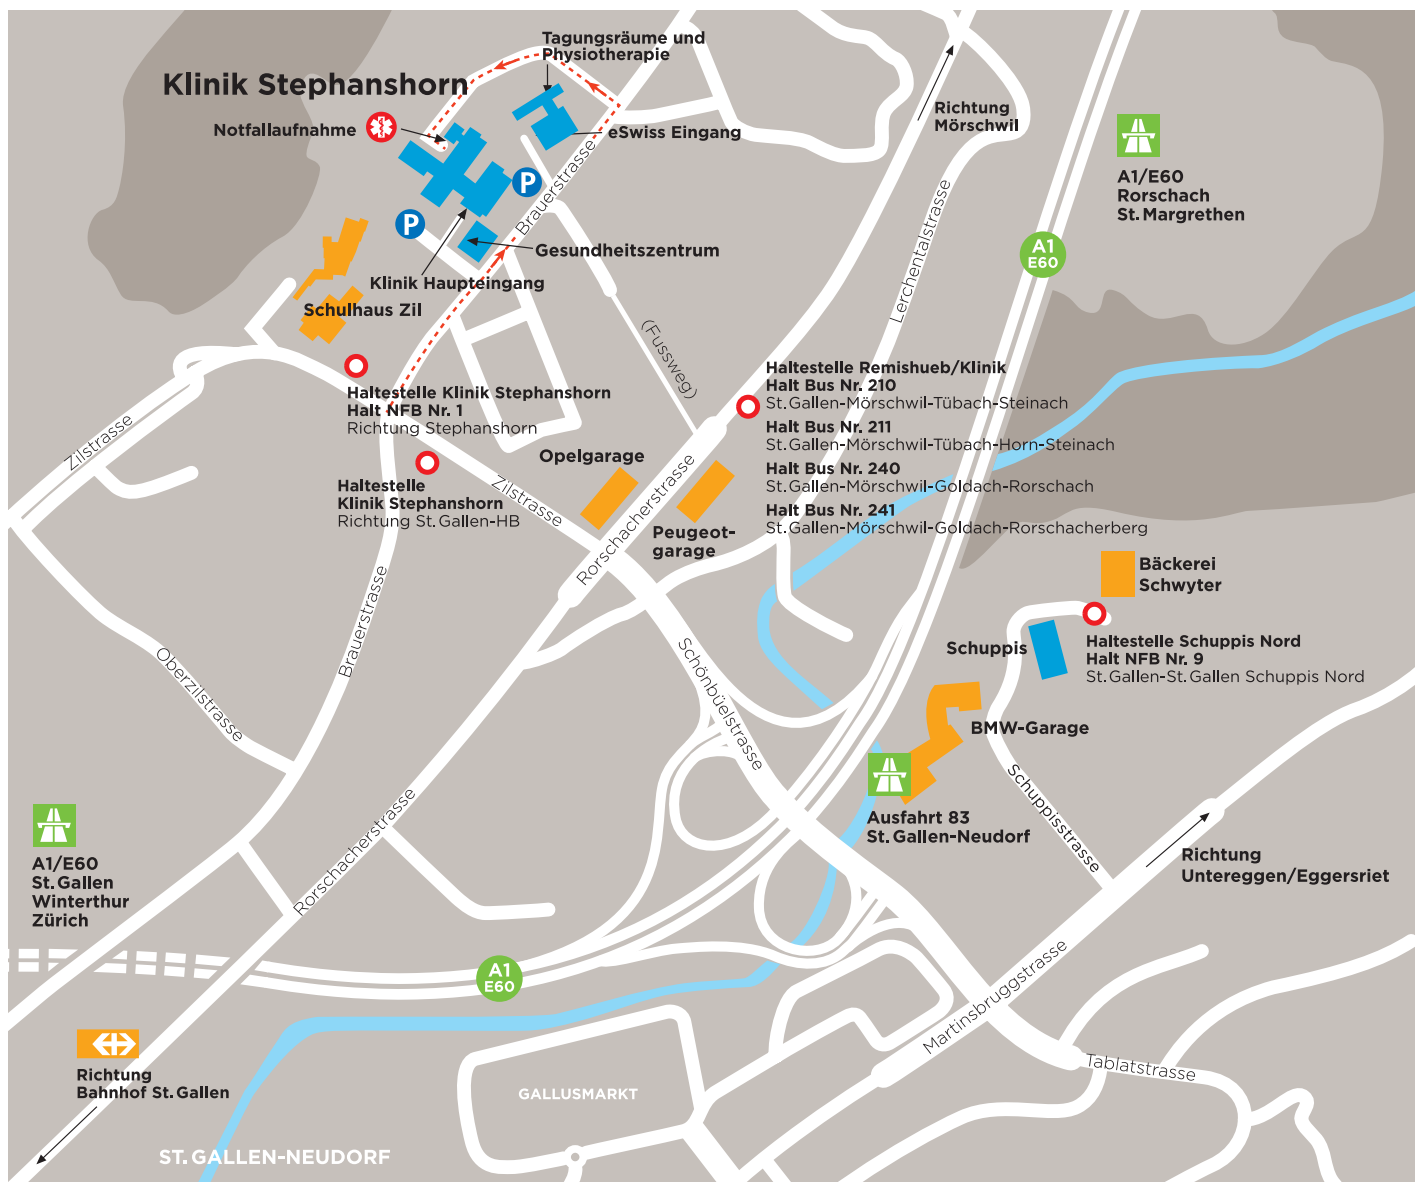 Tagungsräume und
Physiotherapie
Klinik Stephanshorn
Notfallaufnahme
eSwiss Eingang
Richtung
Mörschwil
A1/E60
Rorschach
St. Margrethen
P
P
Brauerstrasse
Gesundheitszentrum
Klinik Haupteingang
Schulhaus Zil
Lerchentalstrasse
A1
E60
(Fussweg)
Haltestelle Klinik Stephanshorn
Halt NFB Nr. 1
Richtung Stephanshorn
Haltestelle Remishueb/Klinik
Halt Bus Nr. 210
St. Gallen-Mörschwil-Tübach-Steinach
Halt Bus Nr. 211
St. Gallen-Mörschwil-Tübach-Horn-Steinach
Halt Bus Nr. 240
St. Gallen-Mörschwil-Goldach-Rorschach
Halt Bus Nr. 241
St. Gallen-Mörschwil-Goldach-Rorschacherberg
Zilstrasse
Haltestelle
Klinik Stephanshorn
Richtung St. Gallen-HB
Zilstrasse
Opelgarage
Rorschacherstrasse
Peugeot-
garage
Bäckerei
Schwyter
Schuppis
Haltestelle Schuppis Nord
Halt NFB Nr. 9
St. Gallen-St. Gallen Schuppis Nord
Brauerstrasse
Oberzilstrasse
Schönbüelstrasse
BMW-Garage
Schuppisstrasse
Ausfahrt 83
St. Gallen-Neudorf
Richtung
Untereggen/Eggersriet
A1/E60
St. Gallen
Winterthur
Zürich
Rorschacherstrasse
A1
E60
Martinsbruggstrasse
Tablatstrasse
Richtung
Bahnhof St. Gallen
GALLUSMARKT
ST. GALLEN-NEUDORF